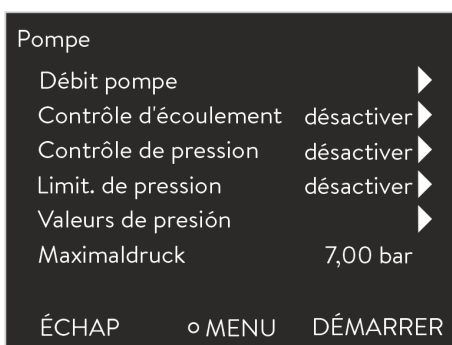 Pompe
Débit pompe
Contrôle d'écoulement désactiver
Contrôle de pression désactiver
Limit. de pression désactiver
Valeurs de presión
Maximaldruck 7,00 bar
ÉCHAP MENU DÉMARRER